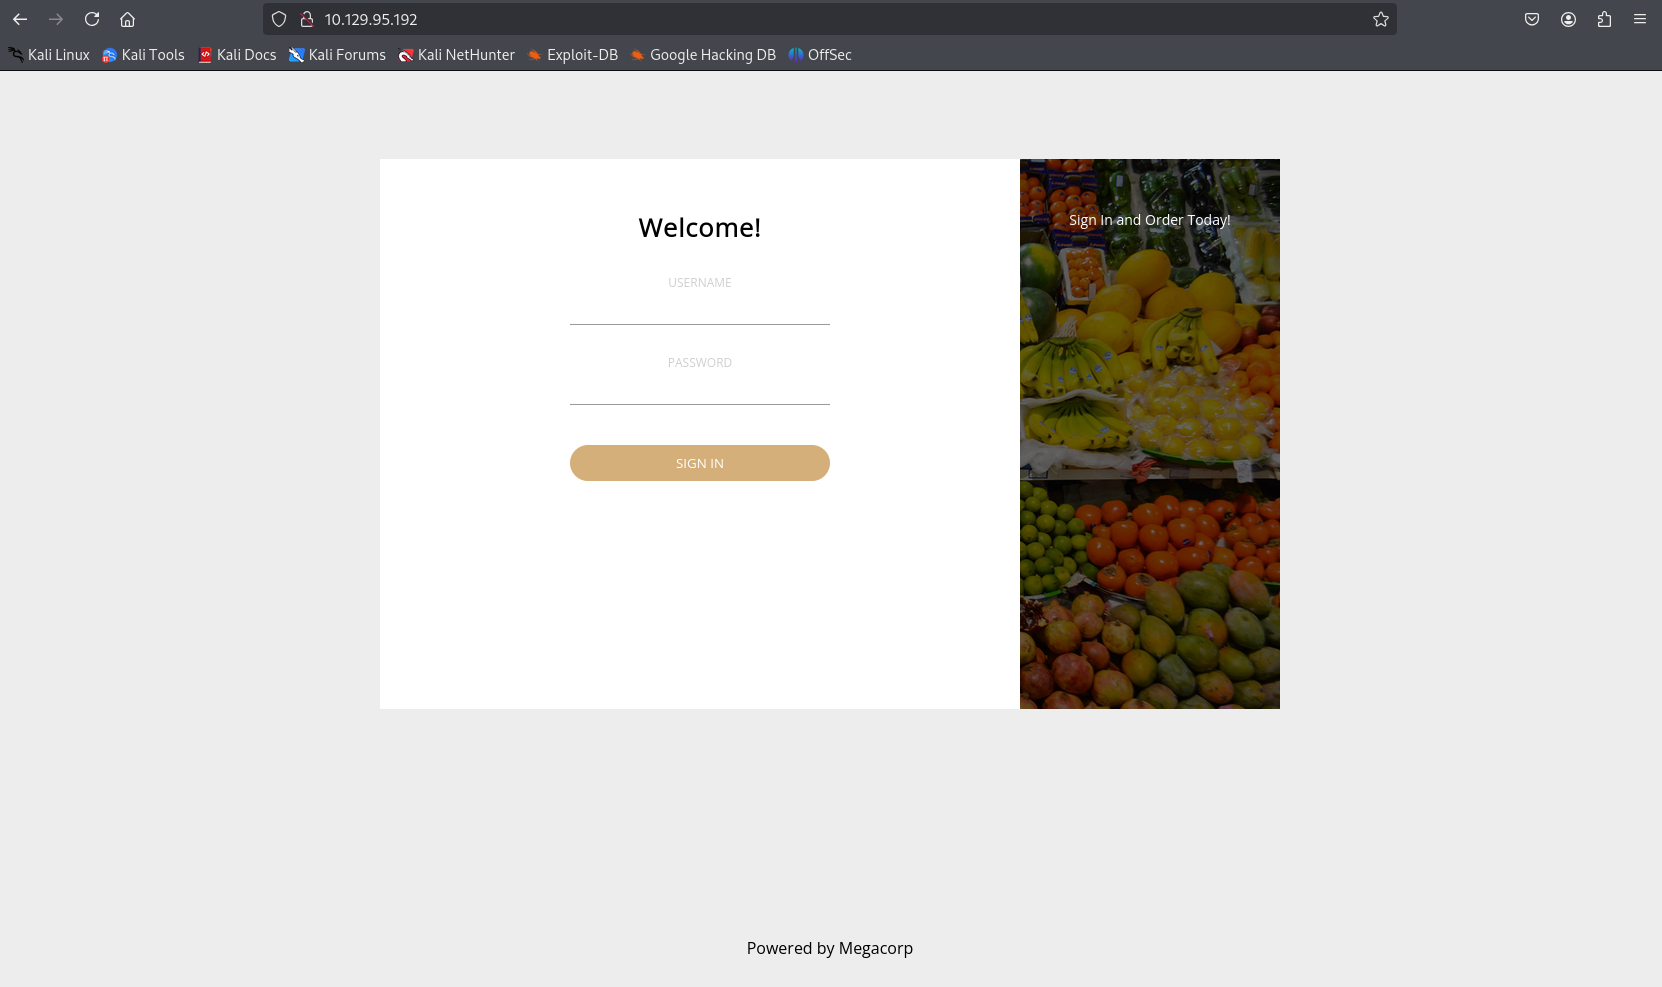 10.129.95.192
Kali Linux Kali Tools Kali Docs Kali Forums Kali NetHunter Exploit-DB Google Hacking DB OffSec
Welcome!
USERNAME
PASSWORD
SIGN IN
Sign In and Order Today!
Powered by Megacorp